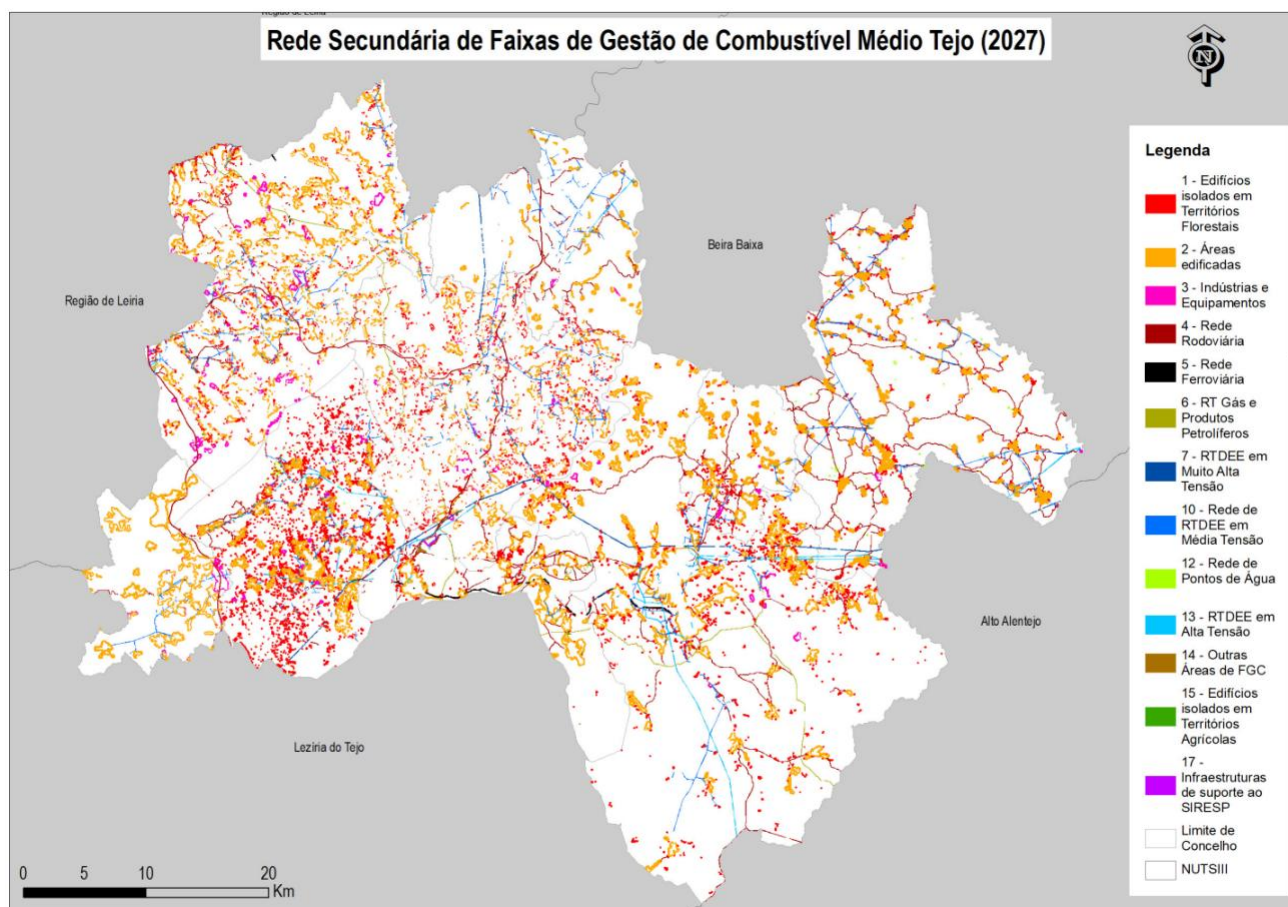 Região de Leiria
Rede Secundária de Faixas de Gestão de Combustível Médio Tejo (2027)
N
Legenda
1 - Edifícios
isolados em
Territórios
Florestais
2 - Áreas
edificadas
3 - Indústrias e
Equipamentos
4 - Rede
Rodoviária
5 - Rede
Ferroviária
6 - RT Gás e
Produtos
Petrolíferos
7 - RTDEE em
Muito Alta
Tensão
10 - Rede de
RTDEE em
Média Tensão
12 - Rede de
Pontos de Água
13 - RTDEE em
Alta Tensão
14 - Outras
Áreas de FGC
15 - Edifícios
isolados em
Territórios
Agrícolas
17 -
Infraestruturas
de suporte ao
SIRESP
Limite de
Concelho
NUTSIII
Beira Baixa
Região de Leiria
Alto Alentejo
Lezíria do Tejo
0 5 10 20
Km